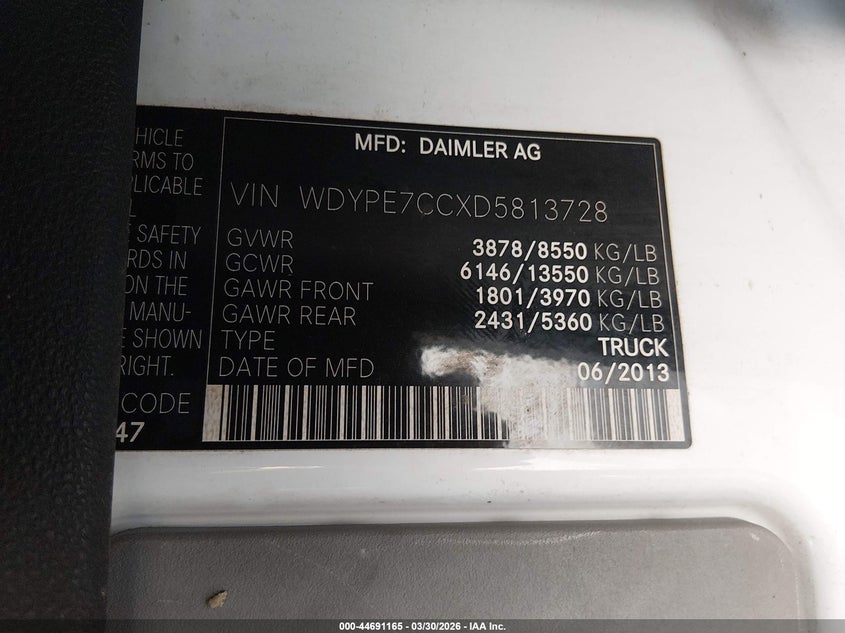 EHICLE
RMS TO
PLICABLE
SAFETY
RDS IN
ON THE
MANU-
SHOWN
RIGHT.
CODE
47
MFD: DAIMLER AG
VIN WDYPE7CCXD5813728
GVWR 3878/8550 KG/LB
GCWR 6146/13550 KG/LB
GAWR FRONT 1801/3970 KG/LB
GAWR REAR 2431/5360 KG/LB
TYPE TRUCK
DATE OF MFD 06/2013
000-44691165 - 03/30/2026 - IAA Inc.